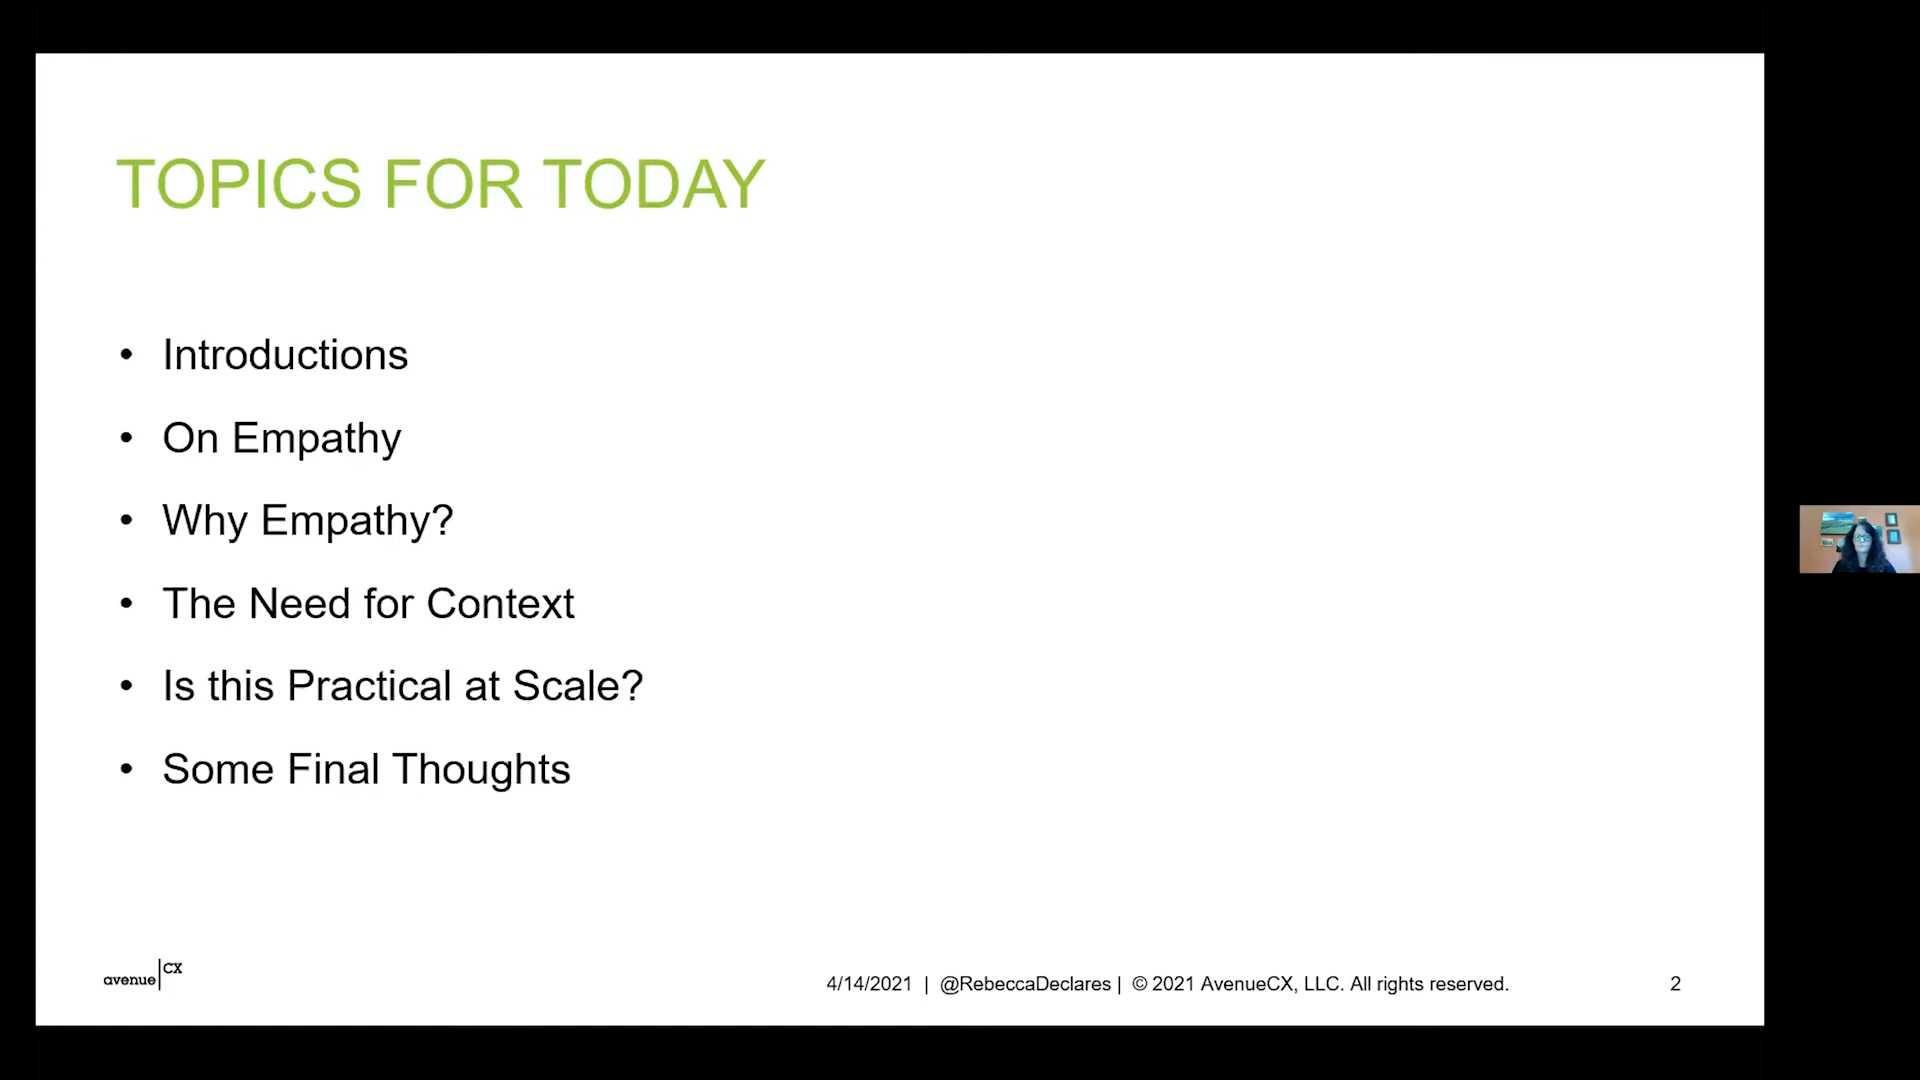 TOPICS FOR TODAY
• Introductions
• On Empathy
• Why Empathy?
• The Need for Context
• Is this Practical at Scale?
• Some Final Thoughts
avenue|CX
4/14/2021 | @RebeccaDeclares | © 2021 AvenueCX, LLC. All rights reserved.
2